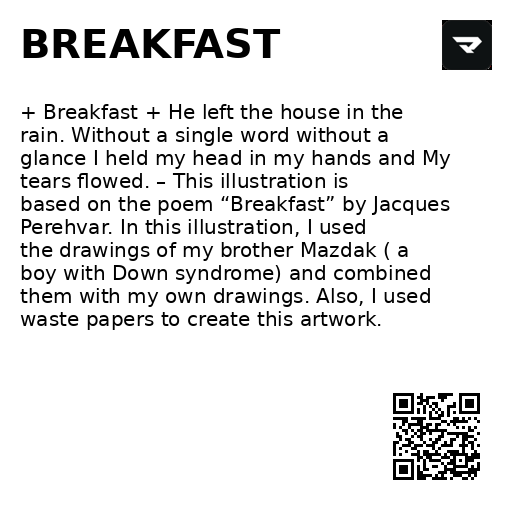 BREAKFAST
+ Breakfast + He left the house in the
rain. Without a single word without a
glance I held my head in my hands and My
tears flowed. – This illustration is
based on the poem “Breakfast” by Jacques
Perehvar. In this illustration, I used
the drawings of my brother Mazdak ( a
boy with Down syndrome) and combined
them with my own drawings. Also, I used
waste papers to create this artwork.